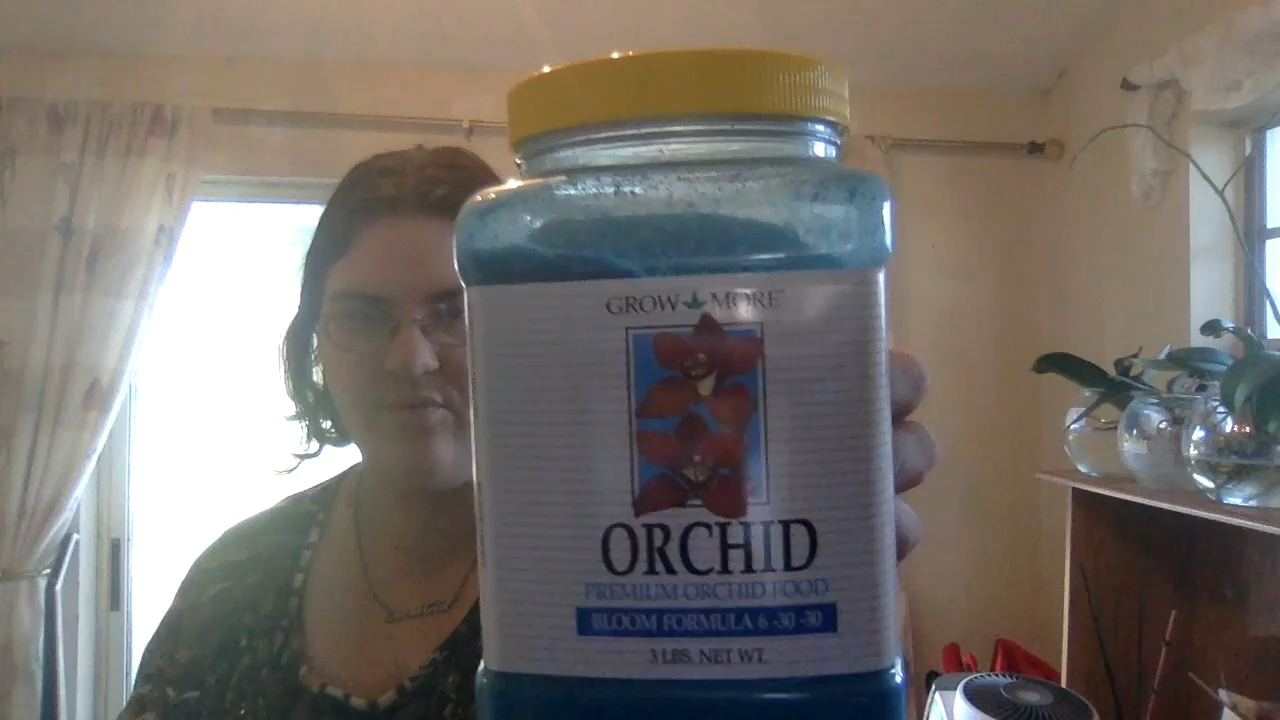 GROW MORE
ORCHID
PREMIUM ORCHID FOOD
BLOOM FORMULA 6-30-30
3 LBS. NET WT.